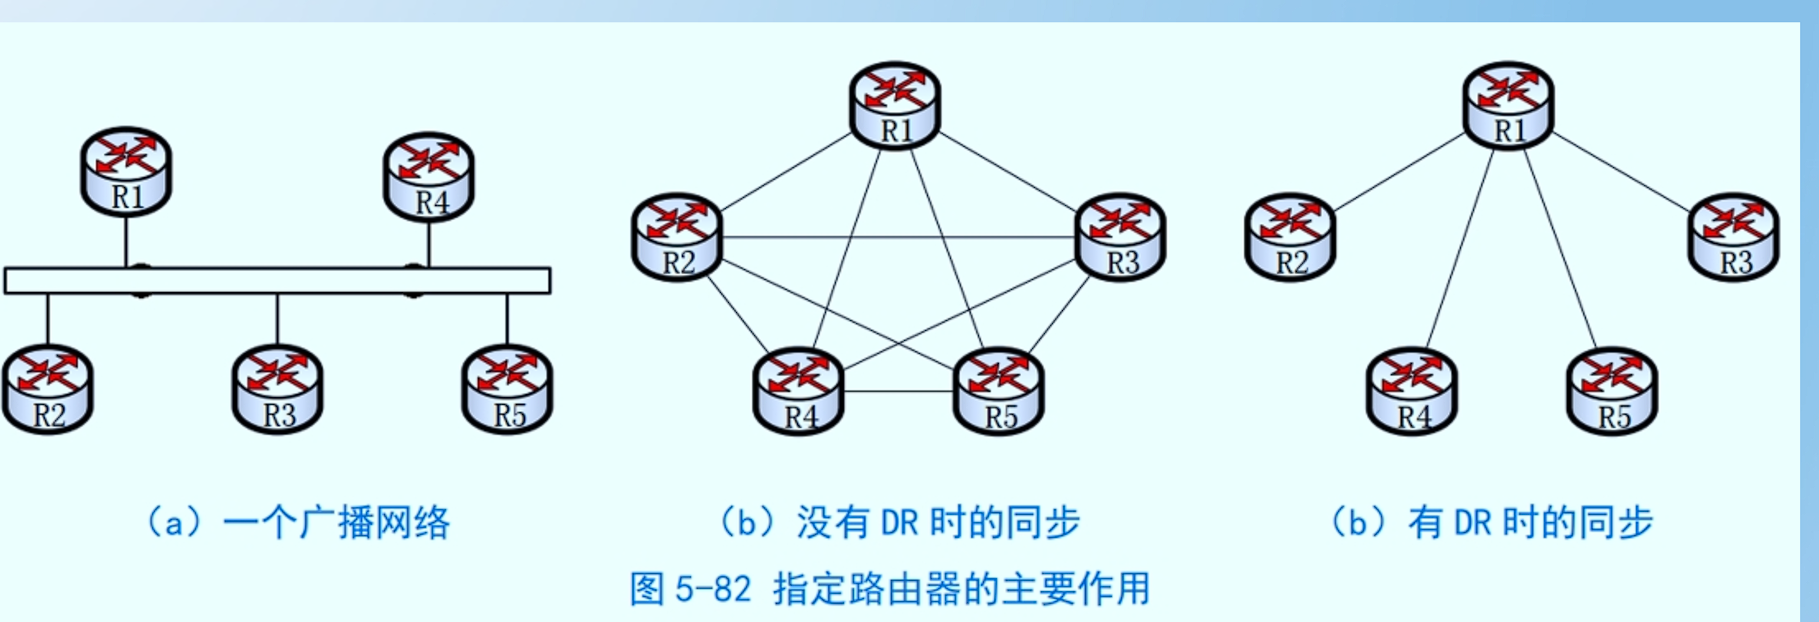 R1
R4
R2
R3
R5
R1
R2
R3
R4
R5
R1
R2
R3
R4
R5
（a）一个广播网络
（b）没有 DR 时的同步
（b）有 DR 时的同步
图 5-82 指定路由器的主要作用